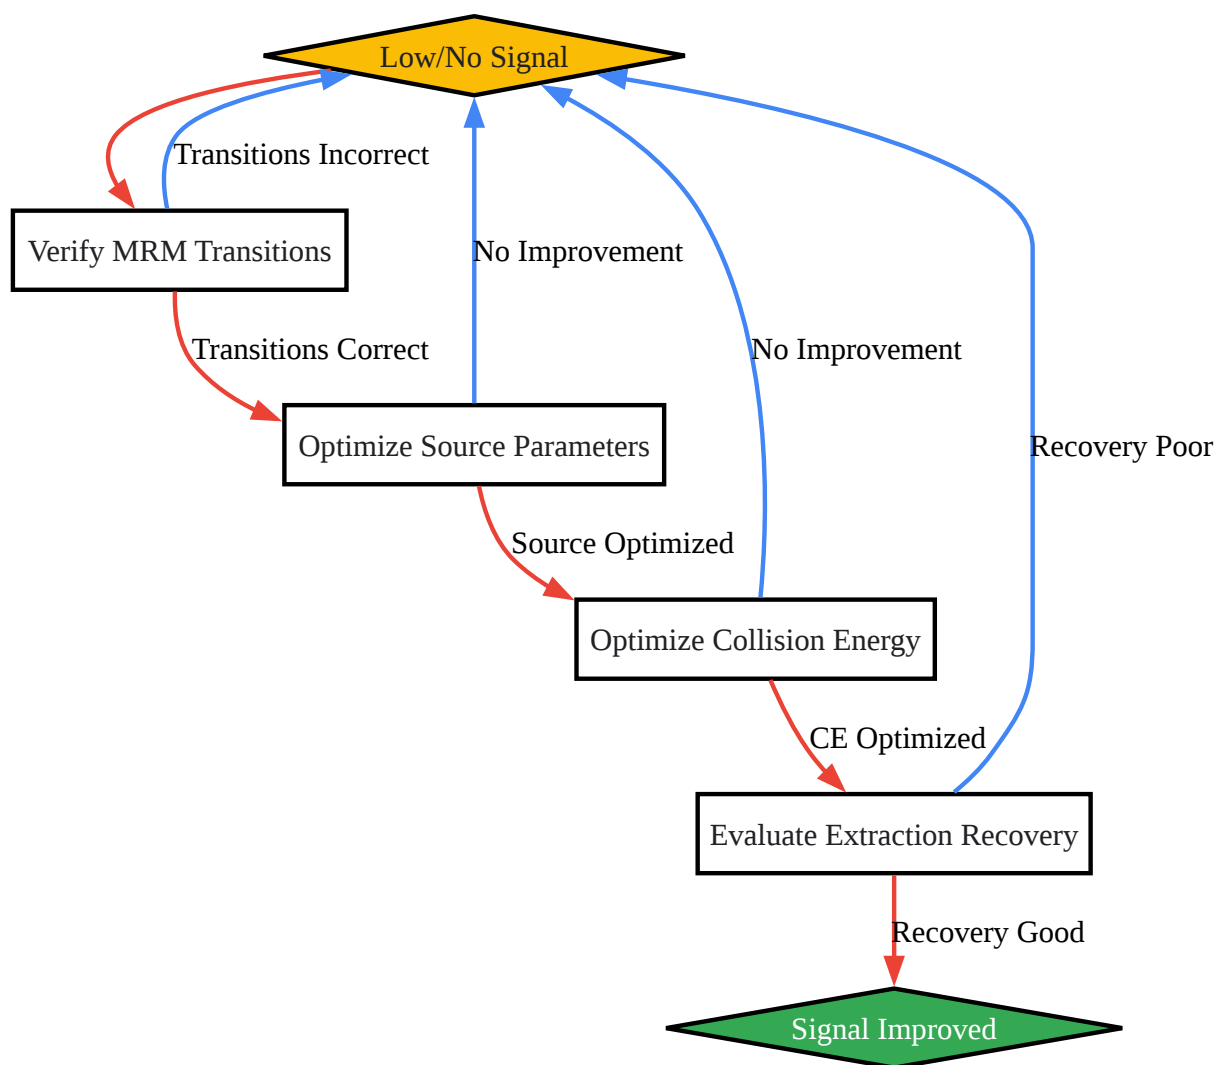 Low/No Signal
Transitions Incorrect
Verify MRM Transitions
No Improvement
Transitions Correct
No Improvement
Optimize Source Parameters
Recovery Poor
Source Optimized
Optimize Collision Energy
CE Optimized
Evaluate Extraction Recovery
Recovery Good
Signal Improved